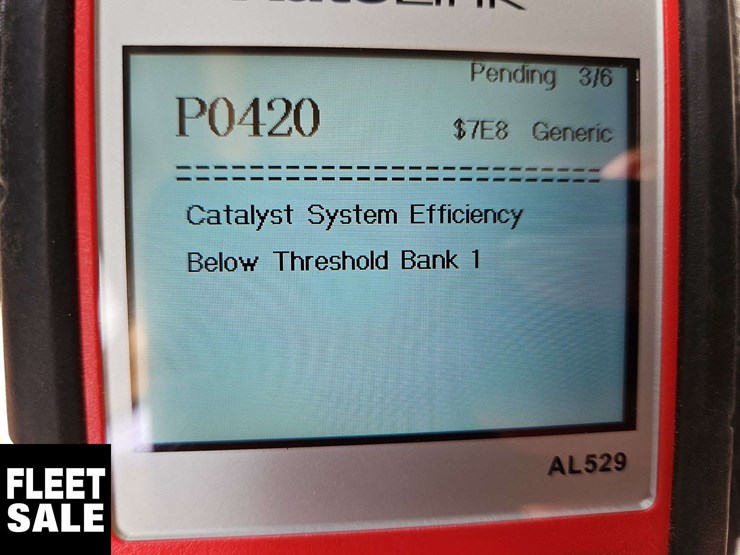 Pending 3/6
P0420
$7E8 Generic
Catalyst System Efficiency
Below Threshold Bank 1
AL529
FLEET
SALE